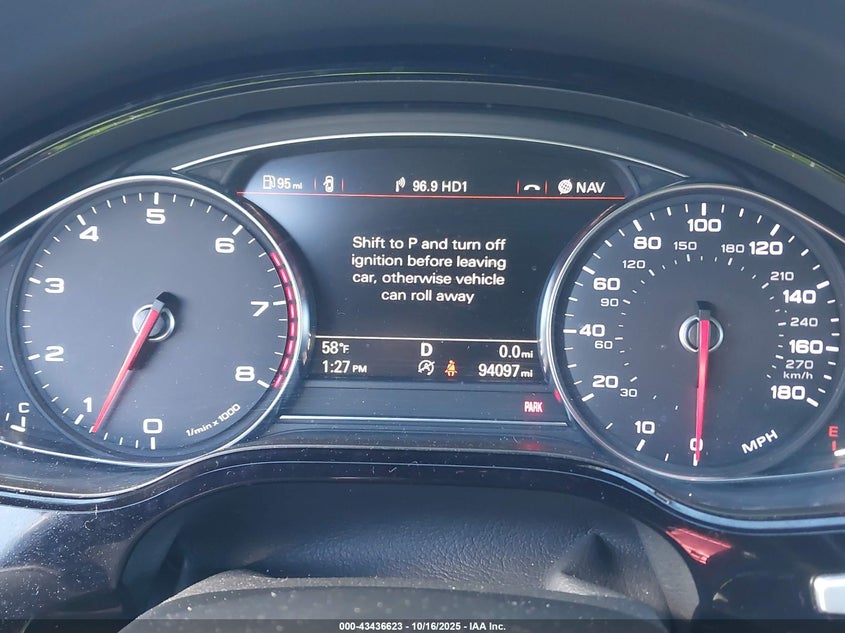 95 mi 96.9 HD1 NAV
Shift to P and turn off
ignition before leaving
car, otherwise vehicle
can roll away
58°F D 0.0 mi
1:27 PM 94097 mi
PARK
0
1
2
3
4
5
6
7
8
1/min x 1000
C
0
10
20
40
60
80
100
120
140
160
180
MPH
30
60
90
120
150
180
210
240
270
km/h
E
000-43436623 - 10/16/2025 - IAA Inc.